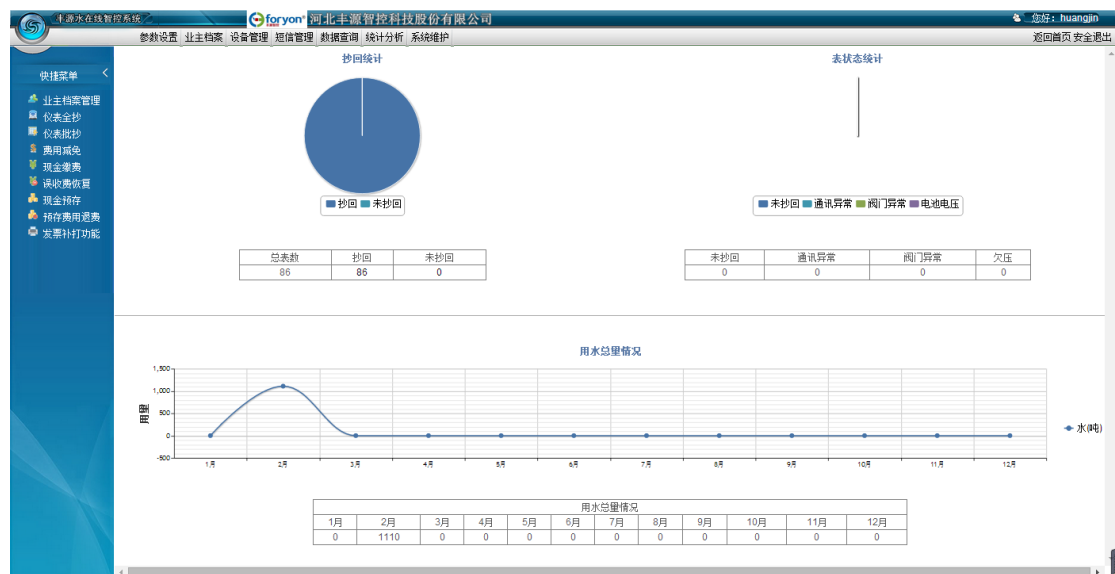 丰源水在线智控系统
foryon® 河北丰源智控科技股份有限公司
您好：huangjin
参数设置 业主档案 设备管理 短信管理 数据查询 统计分析 系统维护
返回首页 安全退出
快捷菜单
业主档案管理
仪表全抄
仪表批抄
费用减免
现金缴费
误收费恢复
现金预存
预存费用退费
发票补打功能
抄回统计
抄回 未抄回
总表数 抄回 未抄回
86 86 0
表状态统计
未抄回 通讯异常 阀门异常 电池电压
未抄回 通讯异常 阀门异常 欠压
0 0 0 0
用水总里情况
用里
1,500
1,000
500
0
-500
1月 2月 3月 4月 5月 6月 7月 8月 9月 10月 11月 12月
水(吨)
用水总里情况
1月 2月 3月 4月 5月 6月 7月 8月 9月 10月 11月 12月
0 1110 0 0 0 0 0 0 0 0 0 0